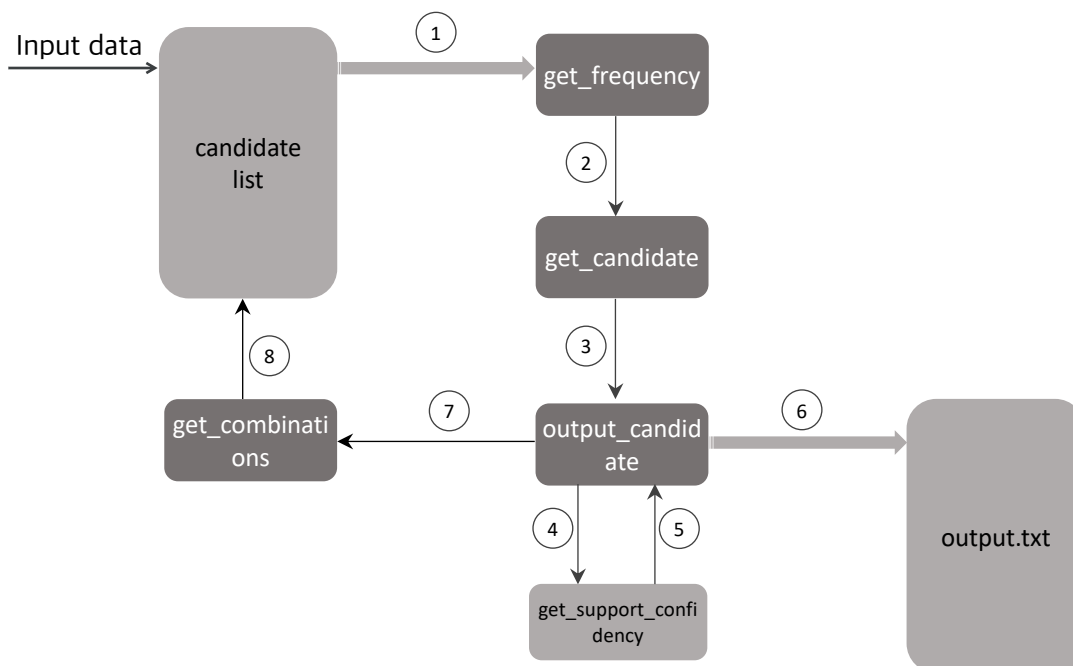 Input data
1
get_frequency
candidate
list
2
get_candidate
3
8
7
6
get_combinati
ons
output_candid
ate
4
5
output.txt
get_support_confi
dency